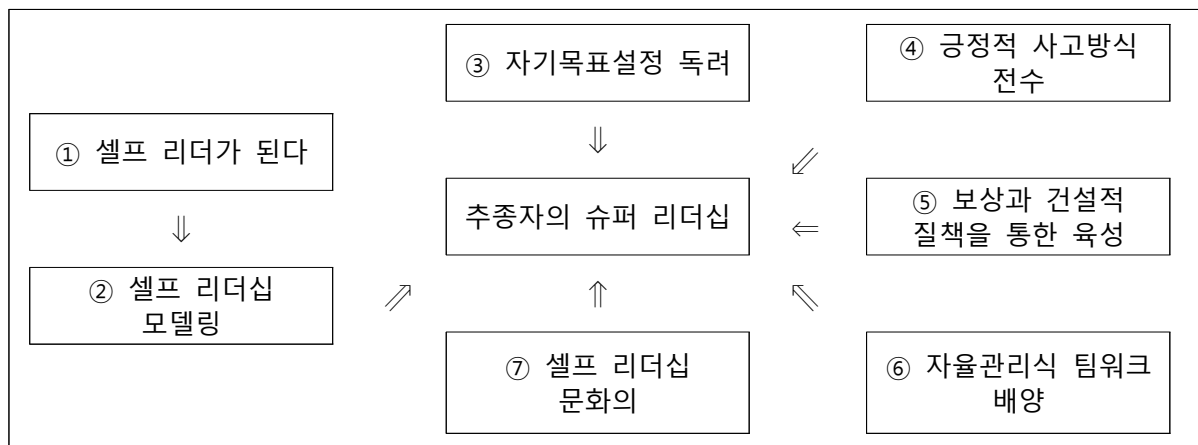 ③ 자기목표설정 독려
④ 긍정적 사고방식
전수
① 셀프 리더가 된다
⇓
⇙
추종자의 슈퍼 리더십
⇐
⑤ 보상과 건설적
질책을 통한 육성
⇓
② 셀프 리더십
모델링
⇗
⇑
⇖
⑦ 셀프 리더십
문화의
⑥ 자율관리식 팀워크
배양